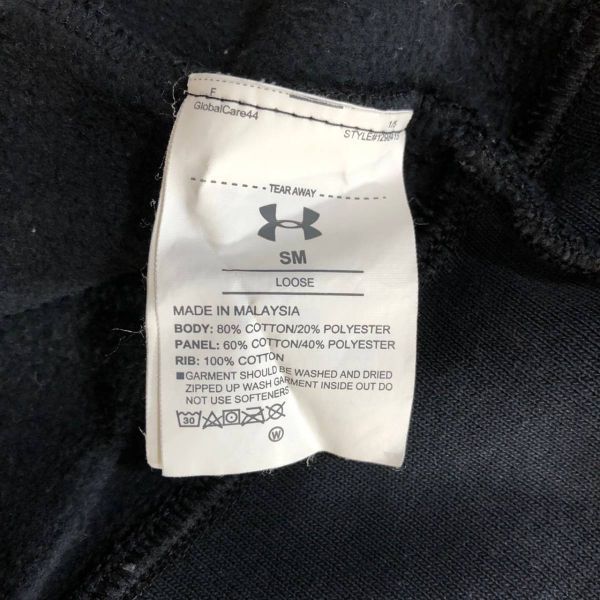 F
GlobalCare44
1/5
TEAR AWAY
SM
LOOSE
MADE IN MALAYSIA
BODY: 80% COTTON/20% POLYESTER
PANEL: 60% COTTON/40% POLYESTER
RIB: 100% COTTON
■GARMENT SHOULD BE WASHED AND DRIED
ZIPPED UP WASH GARMENT INSIDE OUT DO
NOT USE SOFTENERS
30
W